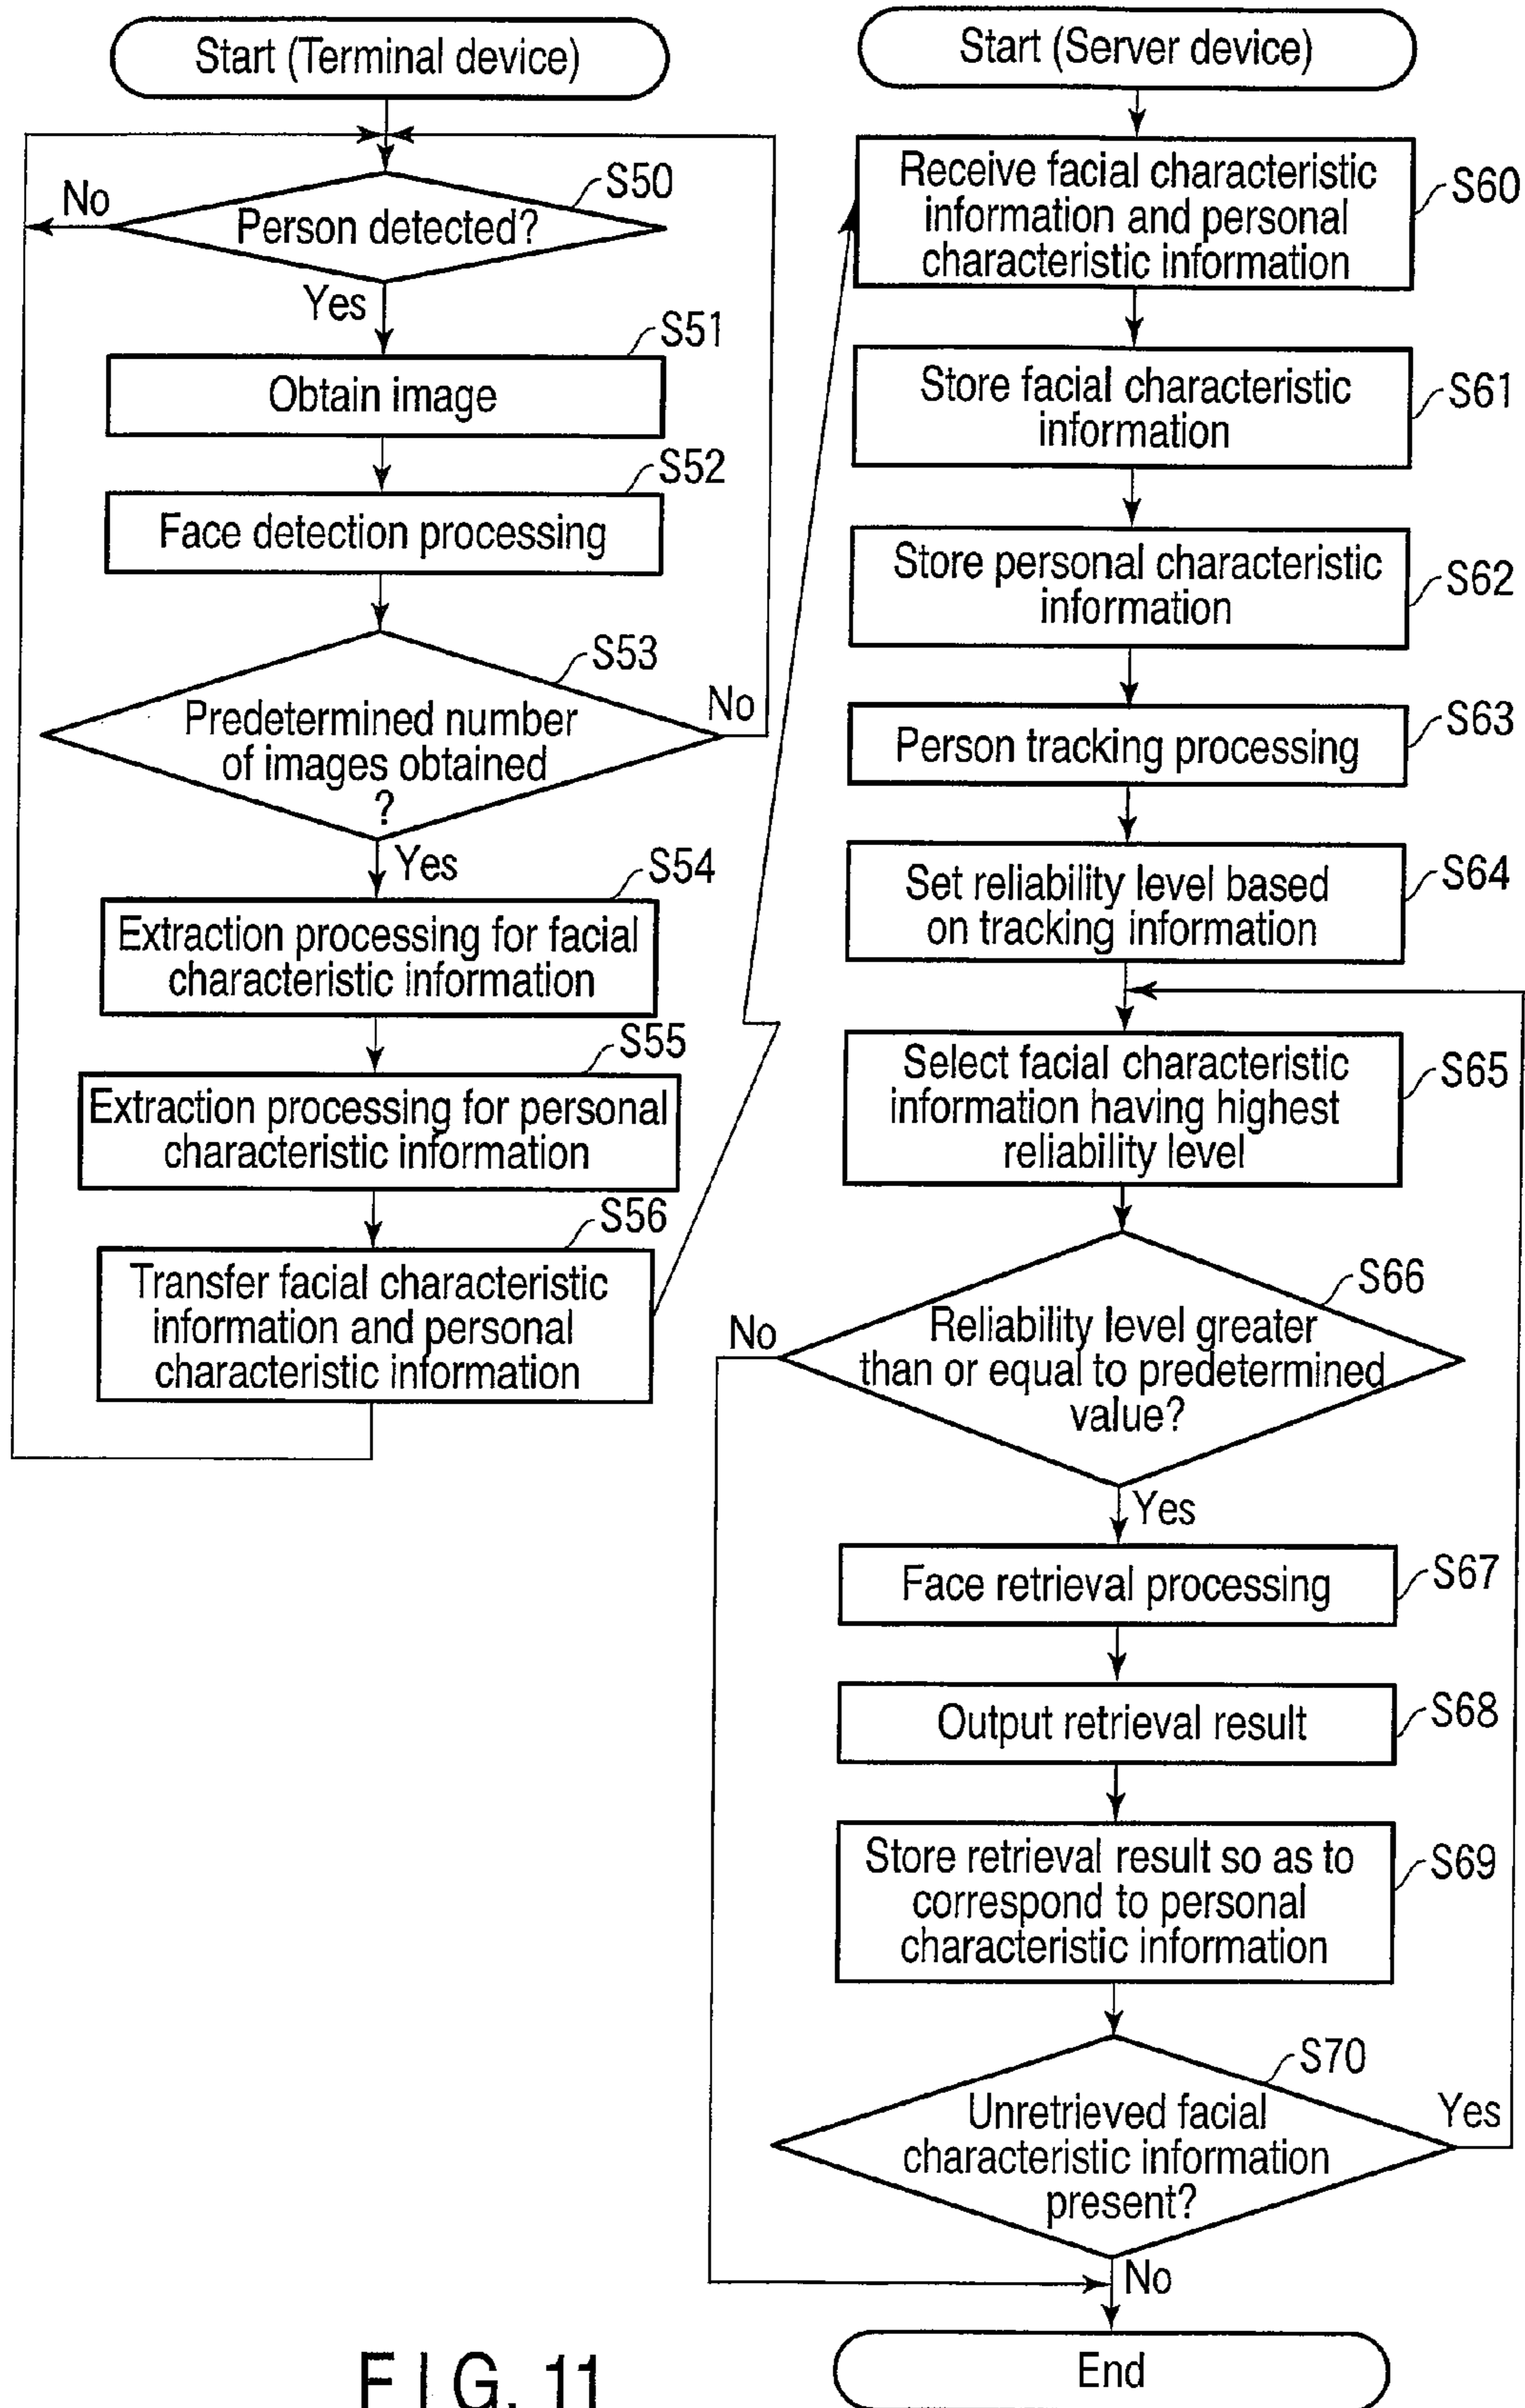 Start (Terminal device)
No
S50
Person detected?
Yes
S51
Obtain image
S52
Face detection processing
S53
No
Predetermined number
of images obtained
?
Yes
S54
Extraction processing for facial
characteristic information
S55
Extraction processing for personal
characteristic information
S56
Transfer facial characteristic
information and personal
characteristic information
Start (Server device)
Receive facial characteristic
information and personal
characteristic information
S60
Store facial characteristic
information
S61
Store personal characteristic
information
S62
Person tracking processing
S63
Set reliability level based
on tracking information
S64
Select facial characteristic
information having highest
reliability level
S65
S66
No
Reliability level greater
than or equal to predetermined
value?
Yes
Face retrieval processing
S67
Output retrieval result
S68
Store retrieval result so as to
correspond to personal
characteristic information
S69
S70
Yes
Unretrieved facial
characteristic information
present?
No
End
FIG. 11